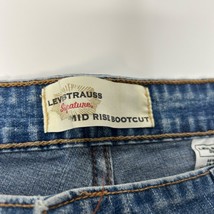 LEVI STRAUSS
Signature
MID RISE BOOTCUT